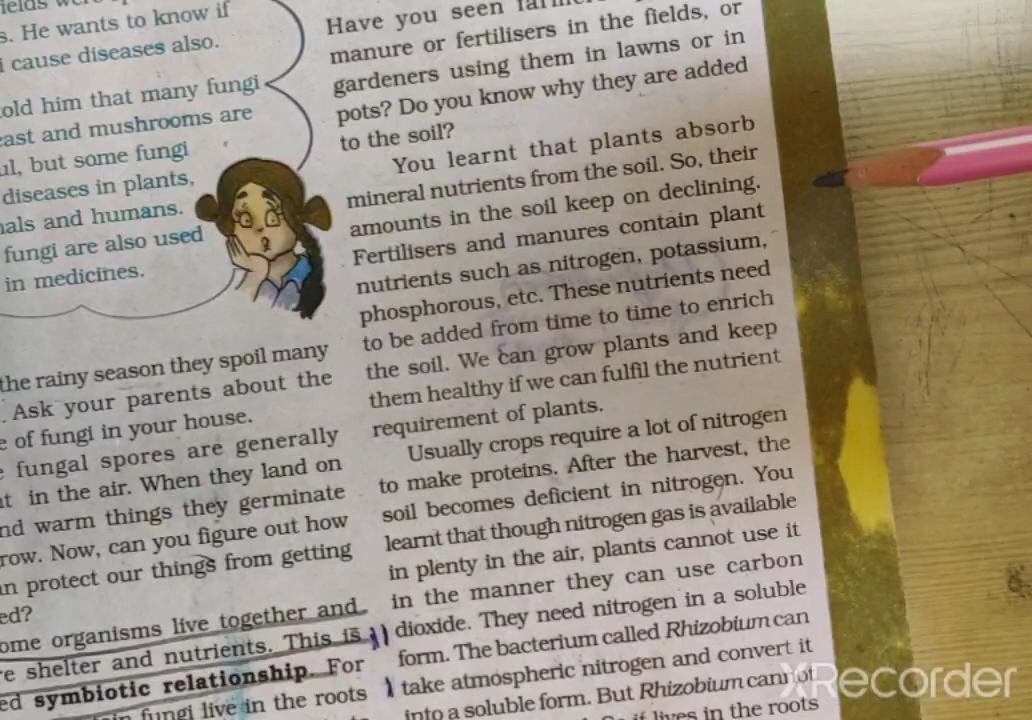 s. He wants to know if
cause diseases also.
old him that many fungi
east and mushrooms are
ul, but some fungi
diseases in plants,
als and humans.
fungi are also used
in medicines.
the rainy season they spoil many
. Ask your parents about the
of fungi in your house.
fungal spores are generally
in the air. When they land on
nd warm things they germinate
row. Now, can you figure out how
n protect our things from getting
ed?
ome organisms live together and
e shelter and nutrients. This is
ed symbiotic relationship. For
fungi live in the roots
Have you seen
manure or fertilisers in the fields, or
gardeners using them in lawns or in
pots? Do you know why they are added
to the soil?
You learnt that plants absorb
mineral nutrients from the soil. So, their
amounts in the soil keep on declining.
Fertilisers and manures contain plant
nutrients such as nitrogen, potassium,
phosphorous, etc. These nutrients need
to be added from time to time to enrich
the soil. We can grow plants and keep
them healthy if we can fulfil the nutrient
requirement of plants.
Usually crops require a lot of nitrogen
to make proteins. After the harvest, the
soil becomes deficient in nitrogen. You
learnt that though nitrogen gas is available
in plenty in the air, plants cannot use it
in the manner they can use carbon
dioxide. They need nitrogen in a soluble
form. The bacterium called Rhizobium can
take atmospheric nitrogen and convert it
into a soluble form. But Rhizobium cannot
lives in the roots
XRecorder